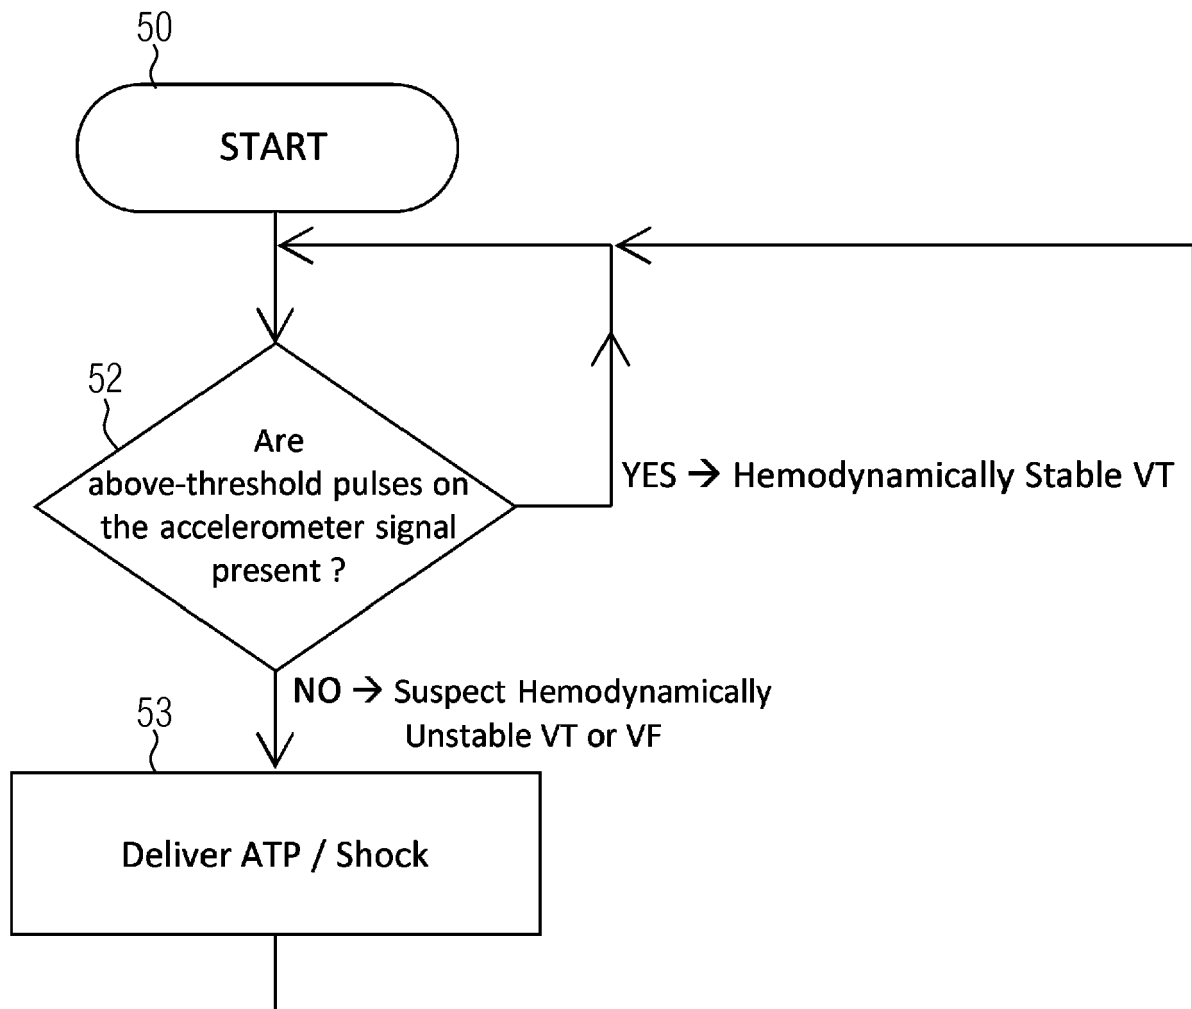 50
START
52
Are
above-threshold pulses on
the accelerometer signal
present ?
YES → Hemodynamically Stable VT
NO → Suspect Hemodynamically
Unstable VT or VF
53
Deliver ATP / Shock